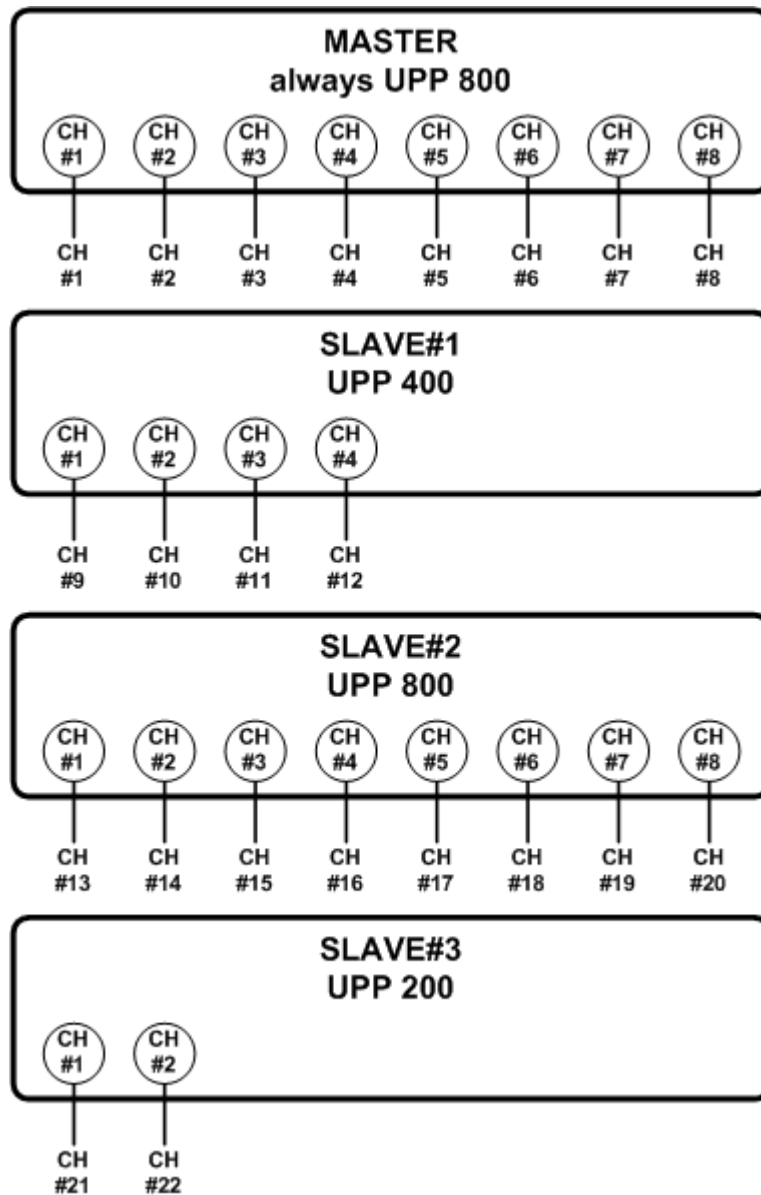 MASTER
always UPP 800
CH CH CH CH CH CH CH CH
#1 #2 #3 #4 #5 #6 #7 #8
CH CH CH CH CH CH CH CH
#1 #2 #3 #4 #5 #6 #7 #8
SLAVE#1
UPP 400
CH CH CH CH
#1 #2 #3 #4
CH CH CH CH
#9 #10 #11 #12
SLAVE#2
UPP 800
CH CH CH CH CH CH CH CH
#1 #2 #3 #4 #5 #6 #7 #8
CH CH CH CH CH CH CH CH
#13 #14 #15 #16 #17 #18 #19 #20
SLAVE#3
UPP 200
CH CH
#1 #2
CH CH
#21 #22